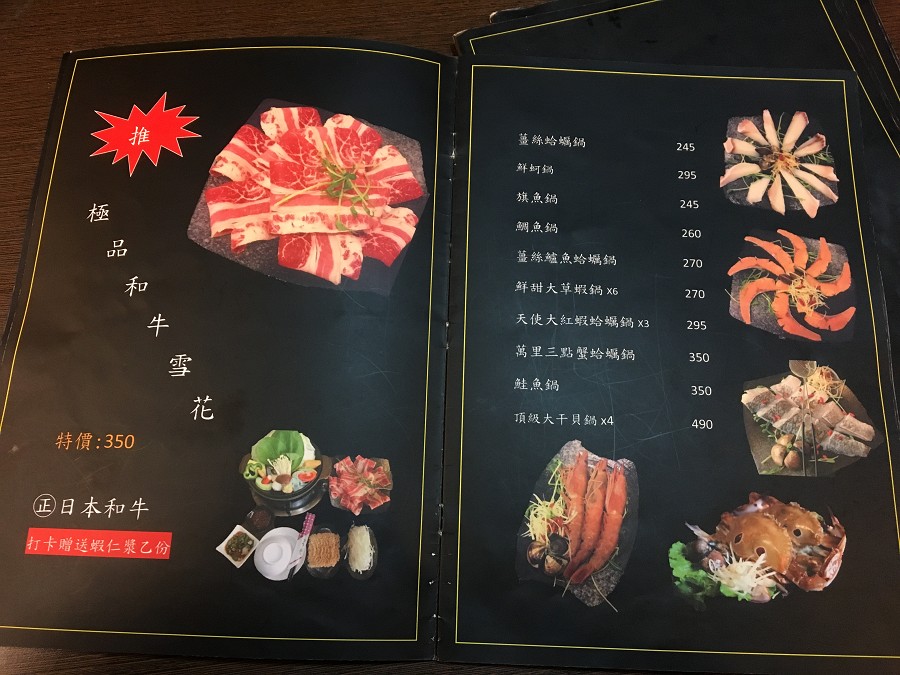 推
極品和牛雪花
特價:350
㊣日本和牛
打卡贈送蝦仁漿乙份
薑絲蛤蠣鍋 245
鮮蚵鍋 295
旗魚鍋 245
鯛魚鍋 260
薑絲鱸魚蛤蠣鍋 270
鮮甜大草蝦鍋 X6 270
天使大紅蝦蛤蠣鍋 X3 295
萬里三點蟹蛤蠣鍋 350
鮭魚鍋 350
頂級大干貝鍋 x4 490